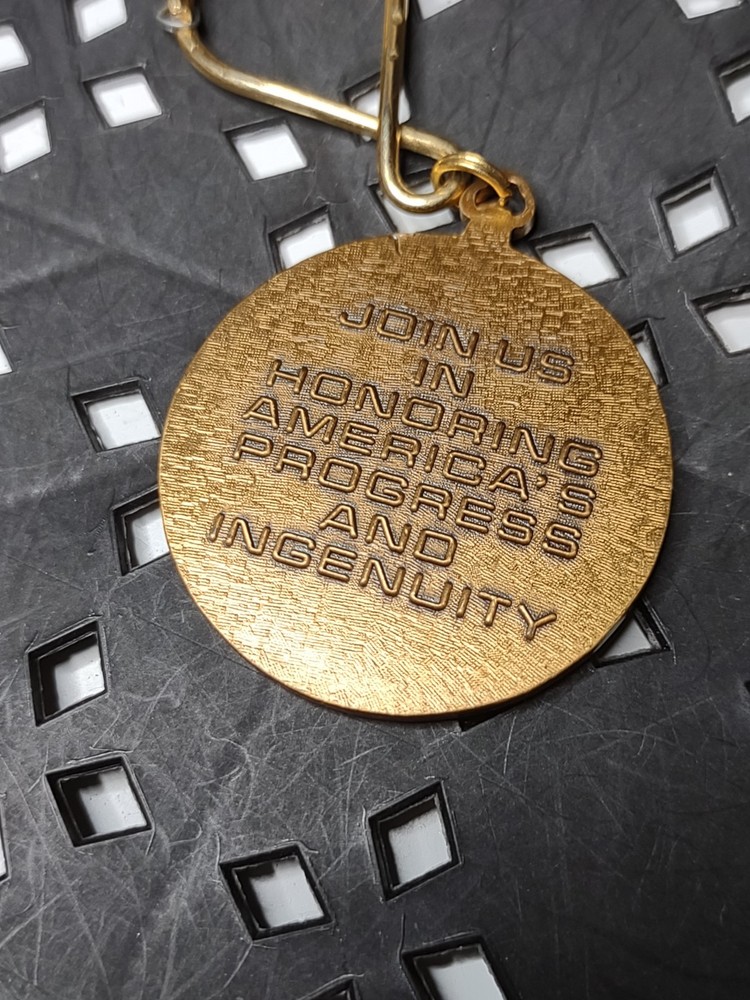 JOIN US
IN
HONORING
AMERICA'S
PROGRESS
AND
INGENUITY